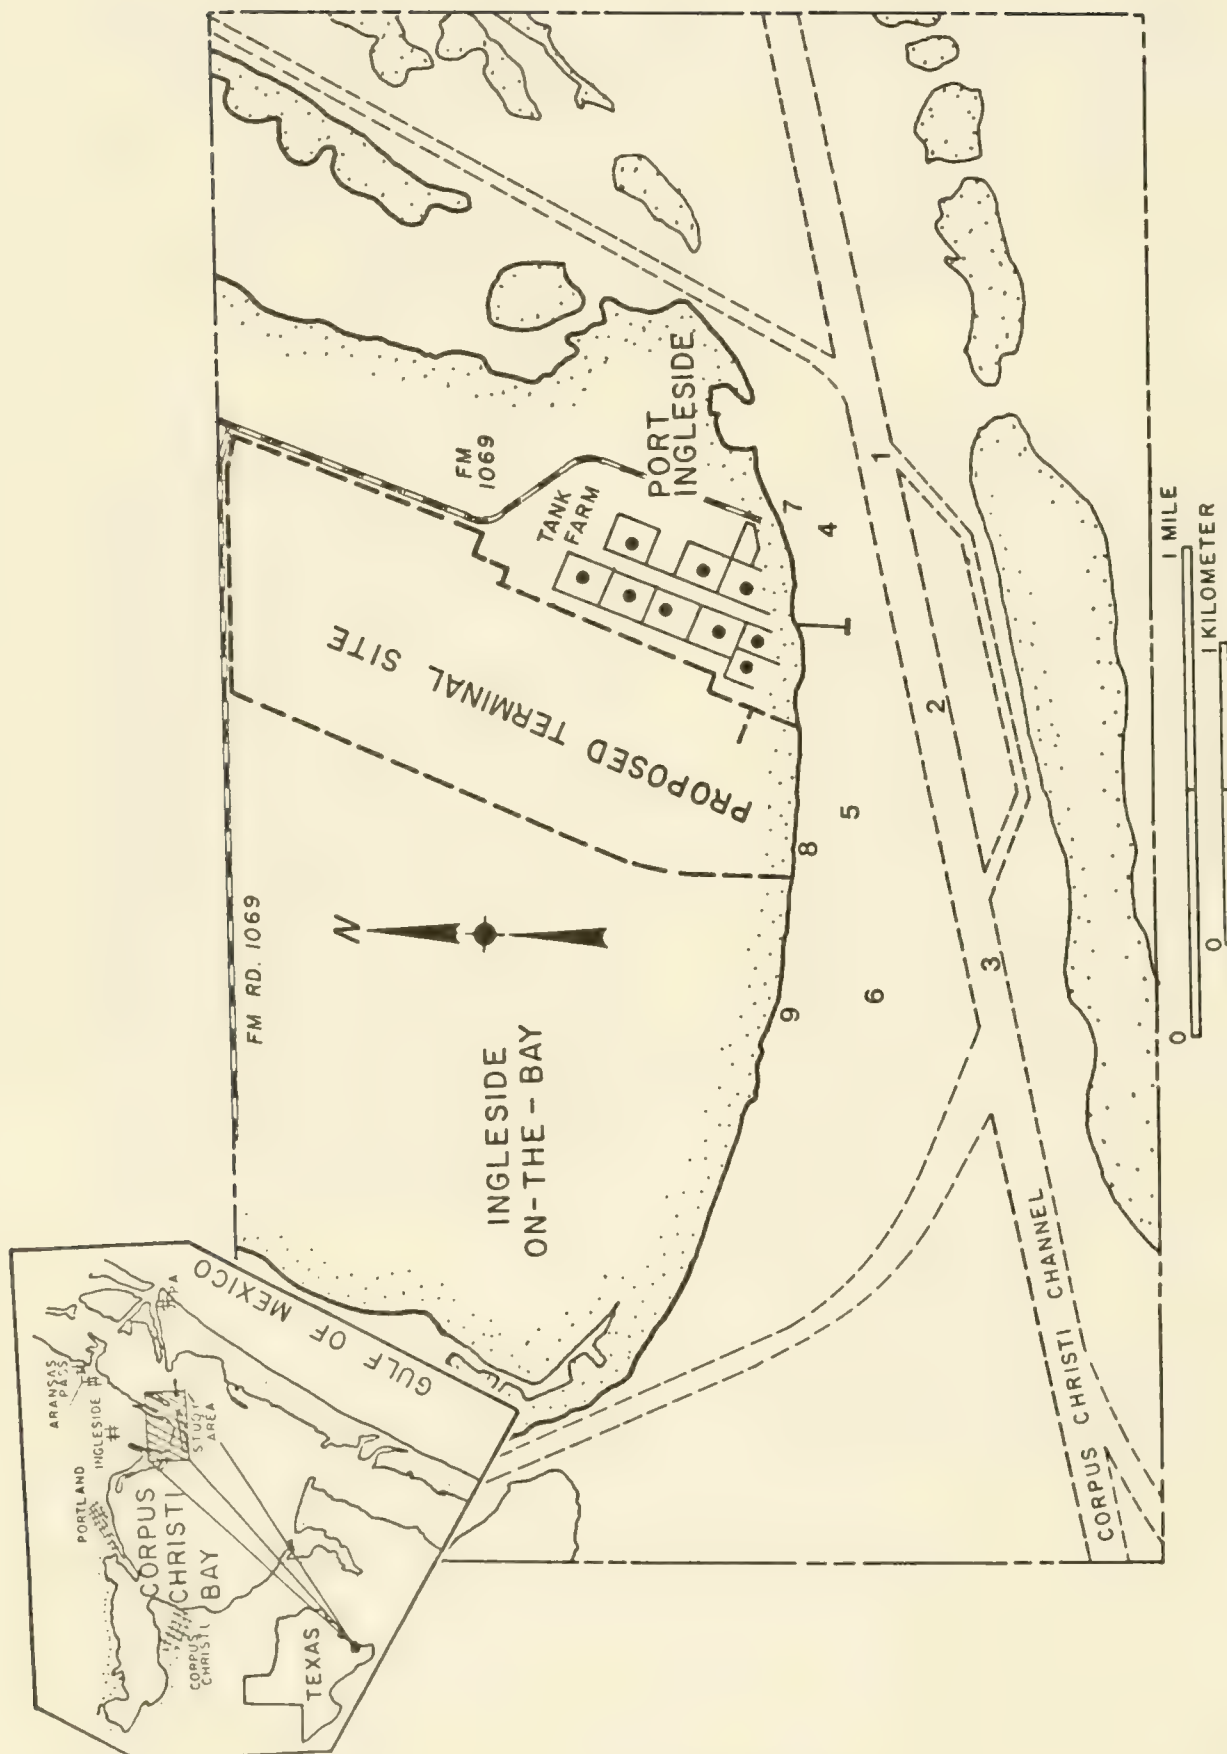 ARANSAS
PASS
INGLESIDE
PORTLAND
PA
STUDY
AREA
CORPUS
CHRISTI
BAY
CORPUS
CHRISTI
TEXAS
GULF OF MEXICO
FM RD. 1069
N
INGLESIDE
ON-THE-BAY
PROPOSED TERMINAL SITE
FM
1069
TANK
FARM
PORT
INGLESIDE
7
4
1
2
8
5
9
6
3
CORPUS CHRISTI CHANNEL
0
1 MILE
0
1 KILOMETER